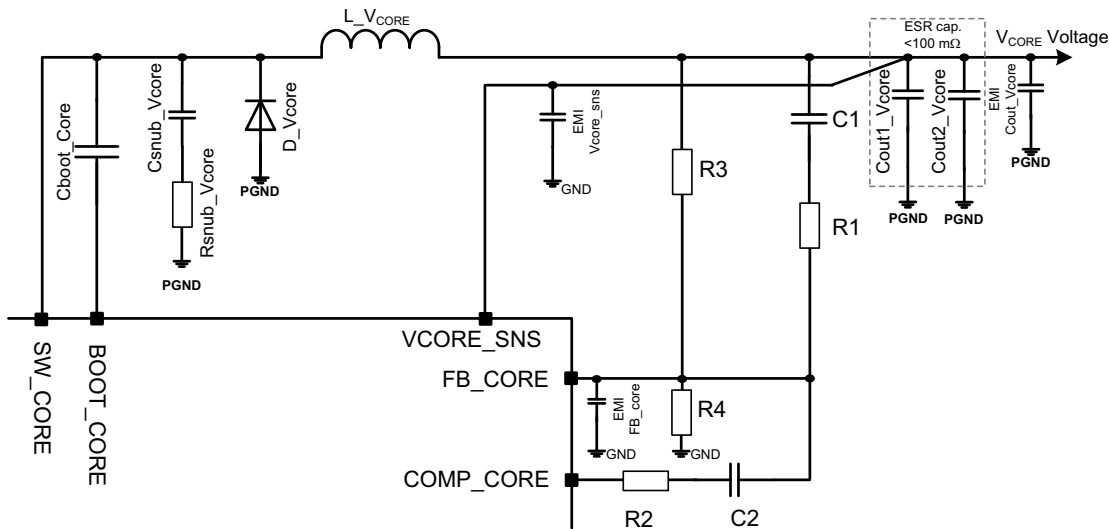 L_VCORE
ESR cap.
<100 mΩ
VCORE Voltage
Cboot_Core
Csnub_Vcore
Rsnub_Vcore
PGND
D_Vcore
PGND
EMI
Vcore_sns
GND
R3
C1
R1
Cout1_Vcore
PGND
Cout2_Vcore
PGND
EMI
Cout_Vcore
PGND
SW_CORE
BOOT_CORE
VCORE_SNS
FB_CORE
EMI
FB_core
GND
R4
GND
COMP_CORE
R2
C2